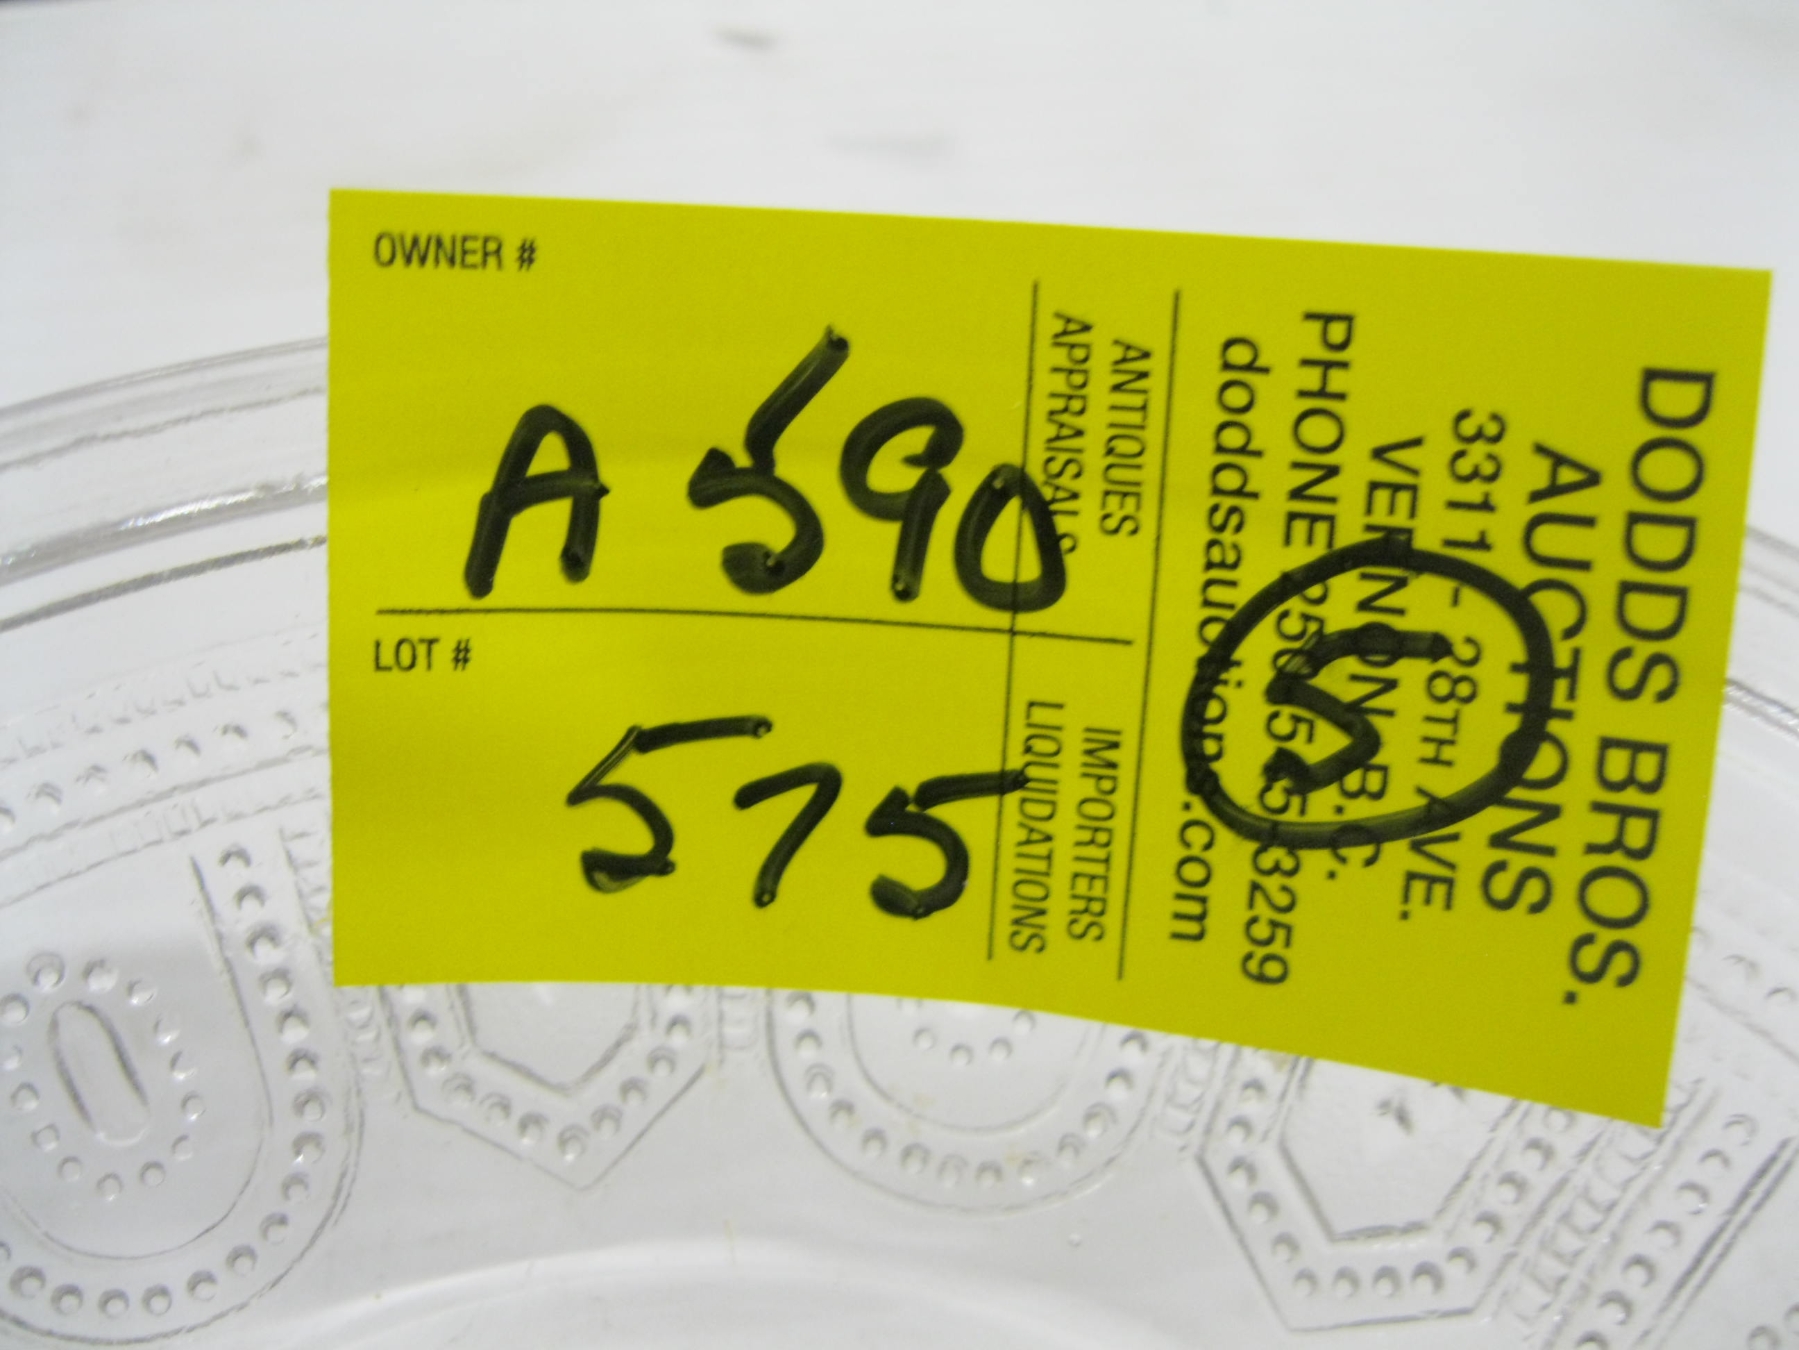 OWNER #
A 590
LOT #
575
DODDS BROS.
AUCTIONS
3311 - 28TH AVE.
VERNON, B.C.
PHONE 250 545-3259
doddsauctions.com
ANTIQUES
APPRAISALS
IMPORTERS
LIQUIDATIONS
5